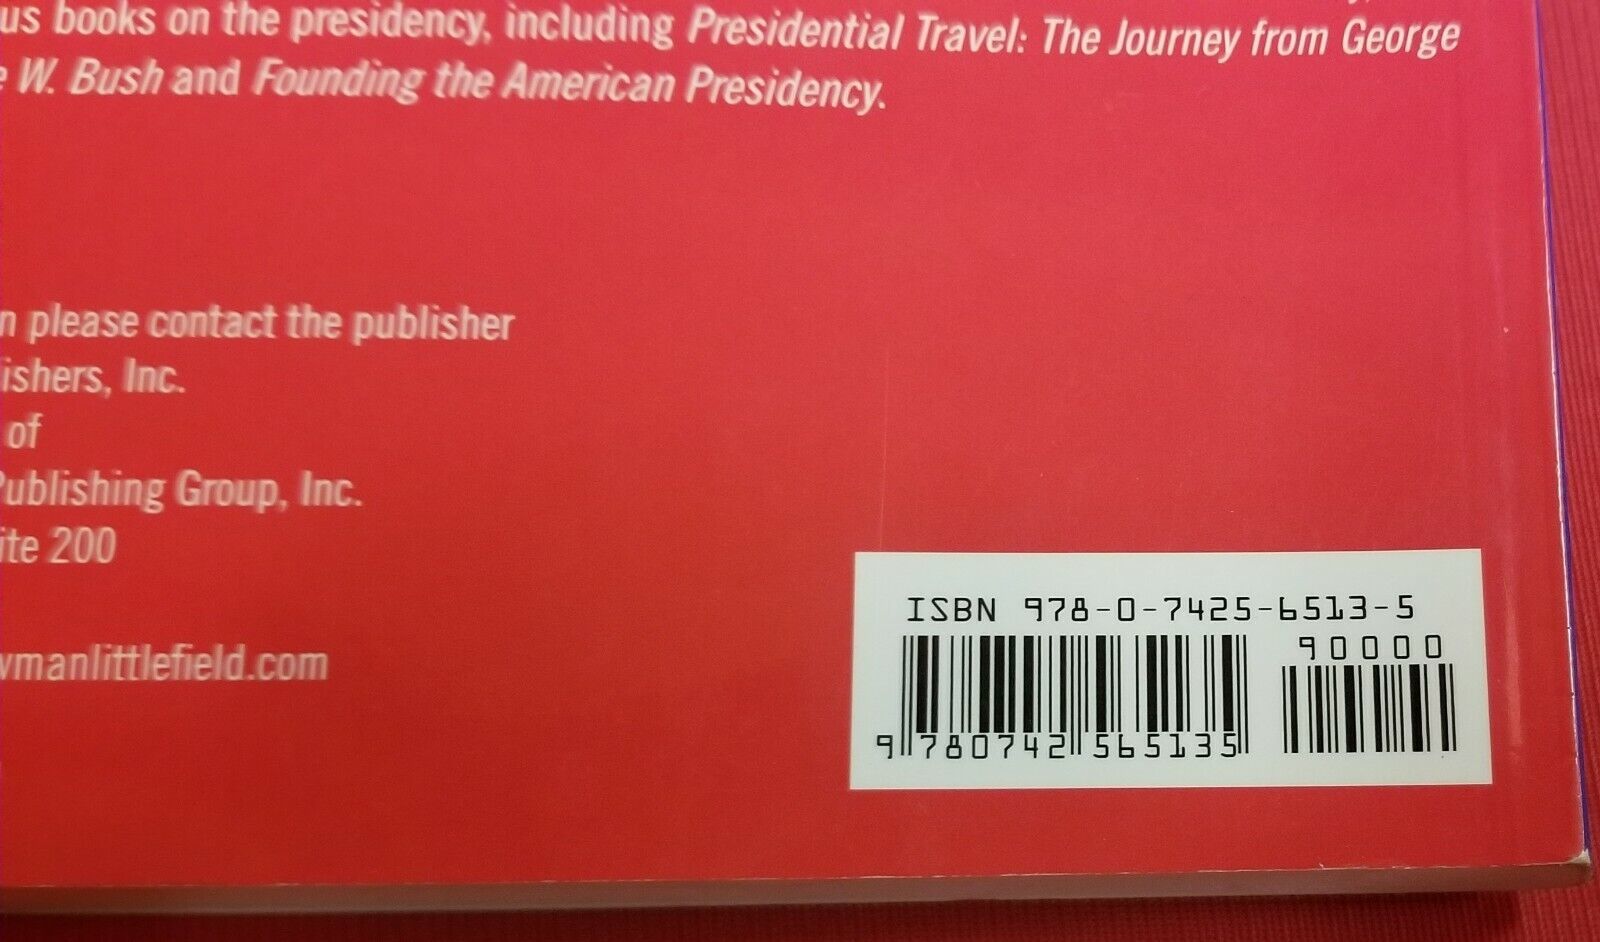 us books on the presidency, including Presidential Travel: The Journey from George
W. Bush and Founding the American Presidency.
n please contact the publisher
ishers, Inc.
of
Publishing Group, Inc.
ite 200
wmanlittlefield.com
ISBN 978-0-7425-6513-5
90000
9 780742 565135